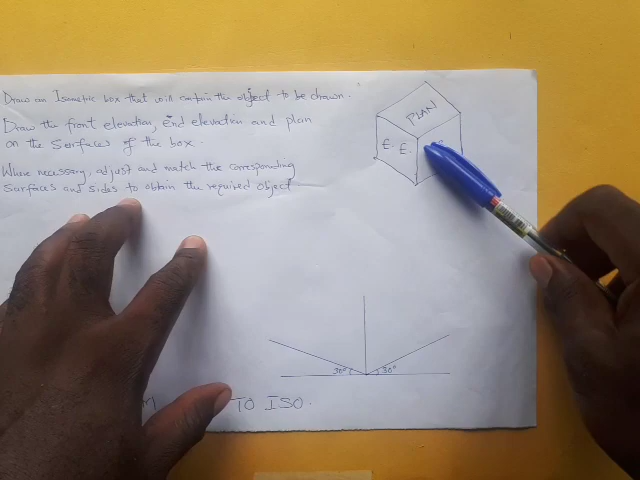 Draw an Isometric box that will contain the object to be drawn.
Draw the front elevation, end elevation and plan
on the Surfaces of the box.
Where necessary, adjust and match the corresponding
surfaces and sides to obtain the required object
PLAN
E. E.
30° 30°
TO ISO.